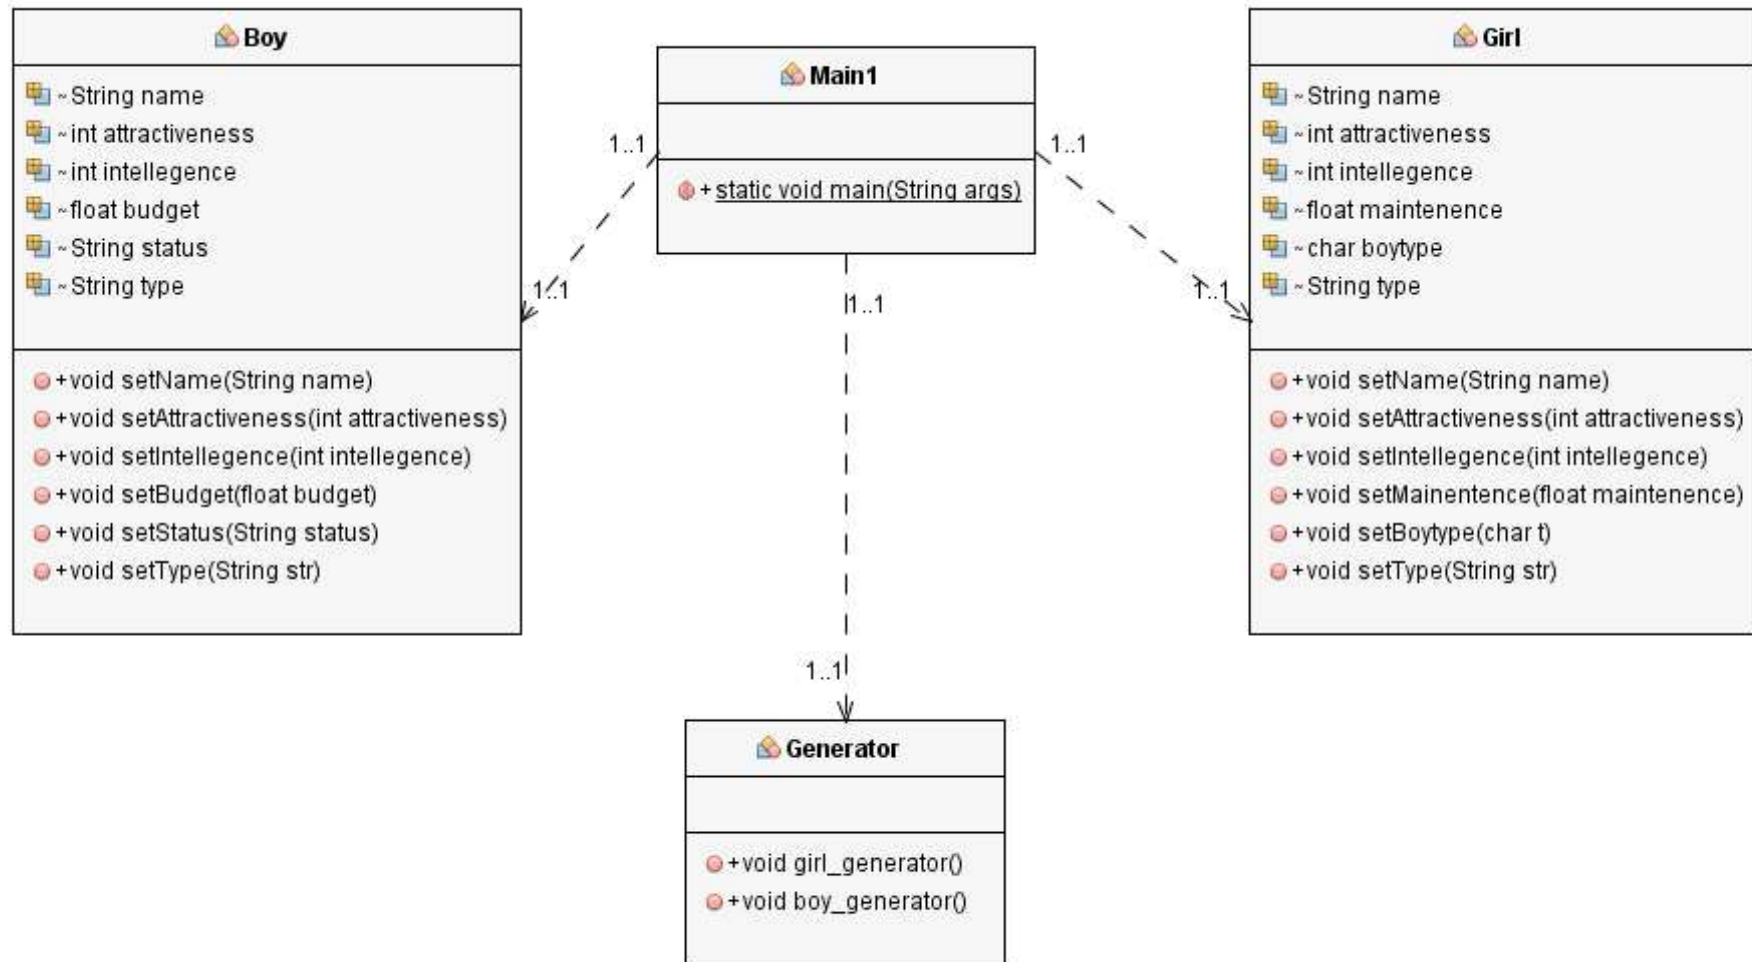 Boy
~String name
~int attractiveness
~int intellegence
~float budget
~String status
~String type
+void setName(String name)
+void setAttractiveness(int attractiveness)
+void setIntellegence(int intellegence)
+void setBudget(float budget)
+void setStatus(String status)
+void setType(String str)
Main1
+static void main(String args)
1..1
1..1
1..1
1..1
1..1
1..1
Girl
~String name
~int attractiveness
~int intellegence
~float maintenence
~char boytype
~String type
+void setName(String name)
+void setAttractiveness(int attractiveness)
+void setIntellegence(int intellegence)
+void setMainentence(float maintenence)
+void setBoytype(char t)
+void setType(String str)
Generator
+void girl_generator()
+void boy_generator()